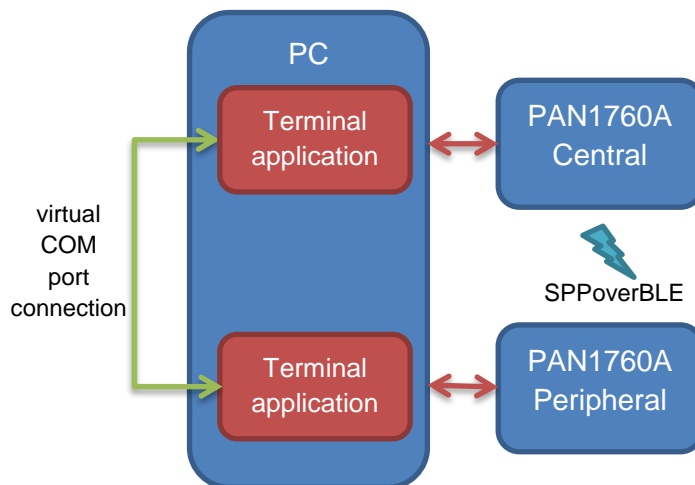 PC
Terminal
application
PAN1760A
Central
virtual
COM
port
connection
SPPoverBLE
Terminal
application
PAN1760A
Peripheral